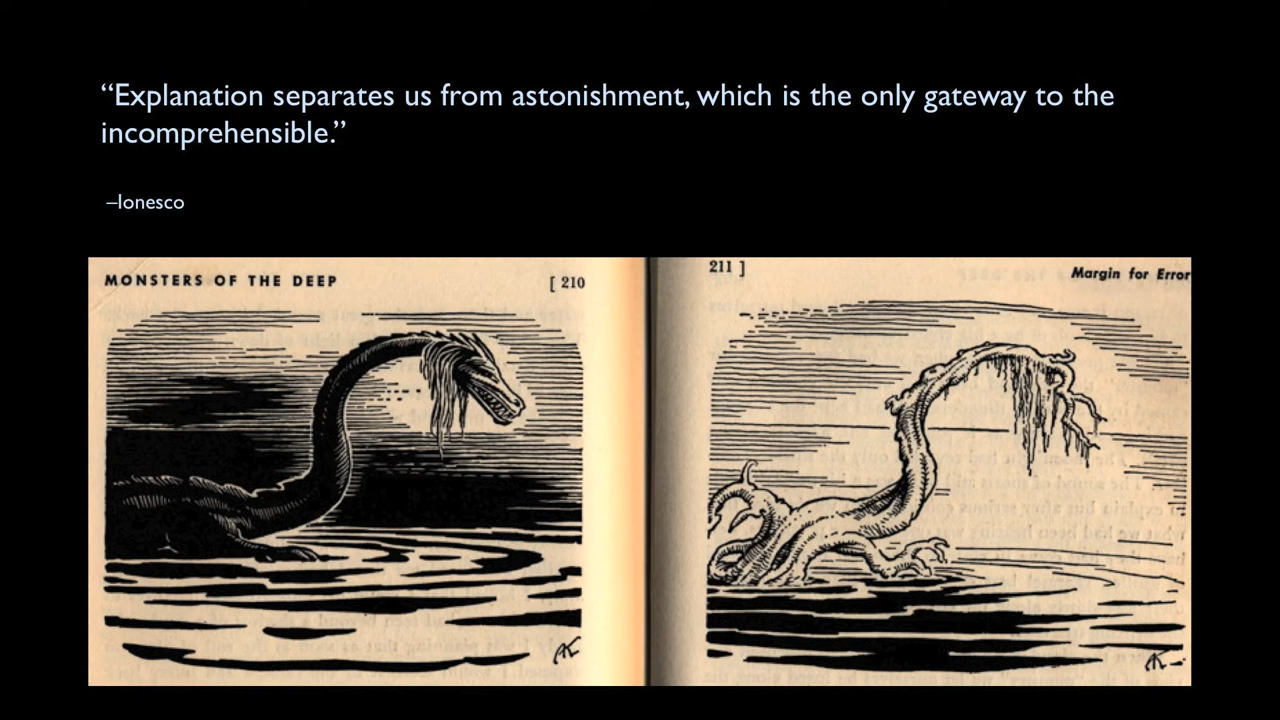 “Explanation separates us from astonishment, which is the only gateway to the
incomprehensible.”
–Ionesco
MONSTERS OF THE DEEP
[ 210
211 ]
Margin for Error